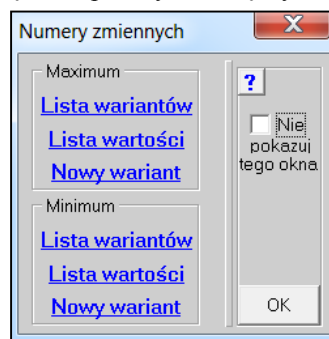 Numery zmiennych
X
Maximum
Lista wariantów
Lista wartości
Nowy wariant
Minimum
Lista wariantów
Lista wartości
Nowy wariant
?
Nie
pokazuj
tego okna
OK